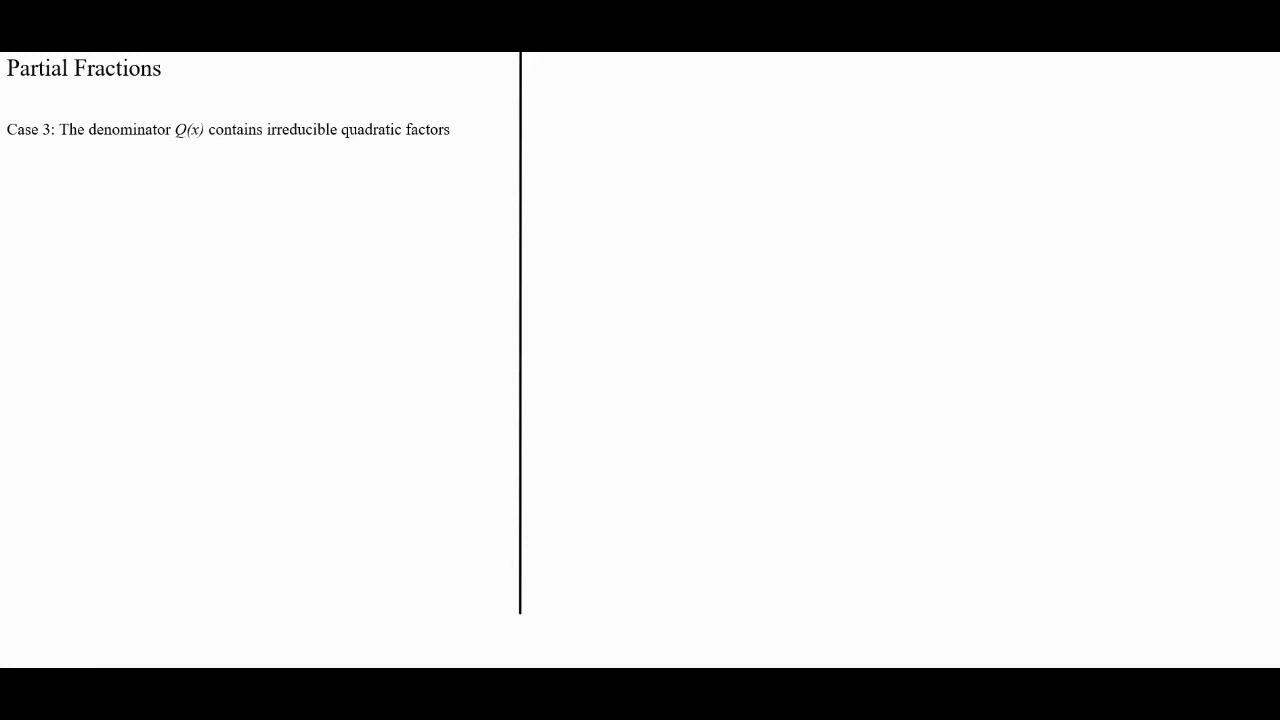 Partial Fractions
Case 3: The denominator Q(x) contains irreducible quadratic factors